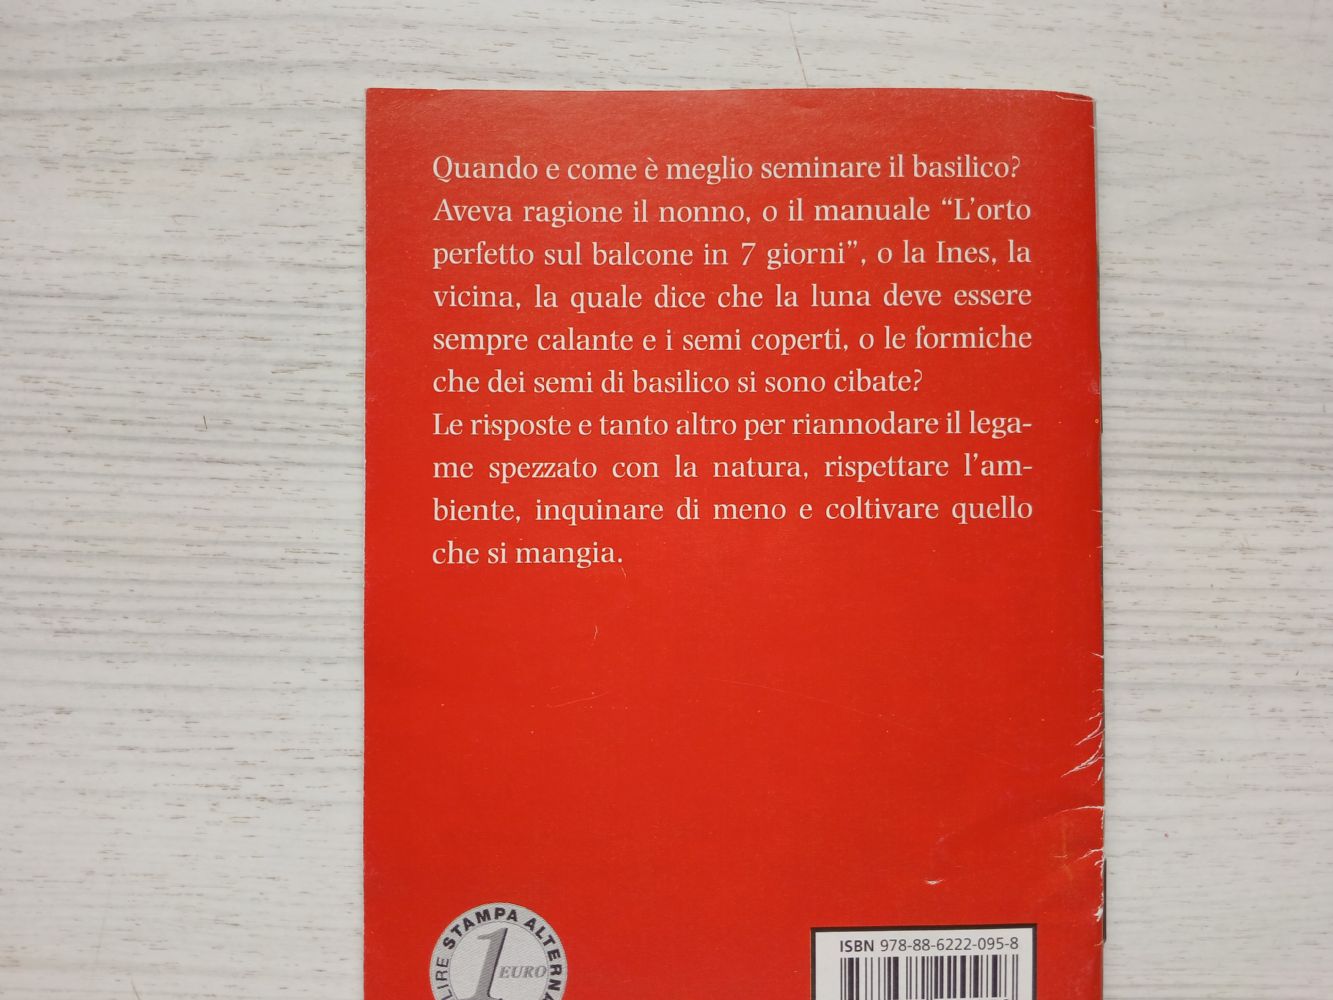 Quando e come è meglio seminare il basilico?
Aveva ragione il nonno, o il manuale “L’orto
perfetto sul balcone in 7 giorni”, o la Ines, la
vicina, la quale dice che la luna deve essere
sempre calante e i semi coperti, o le formiche
che dei semi di basilico si sono cibate?
Le risposte e tanto altro per riannodare il lega-
me spezzato con la natura, rispettare l’am-
biente, inquinare di meno e coltivare quello
che si mangia.
LIRE STAMPA ALTERNA
1 EURO
ISBN 978-88-6222-095-8